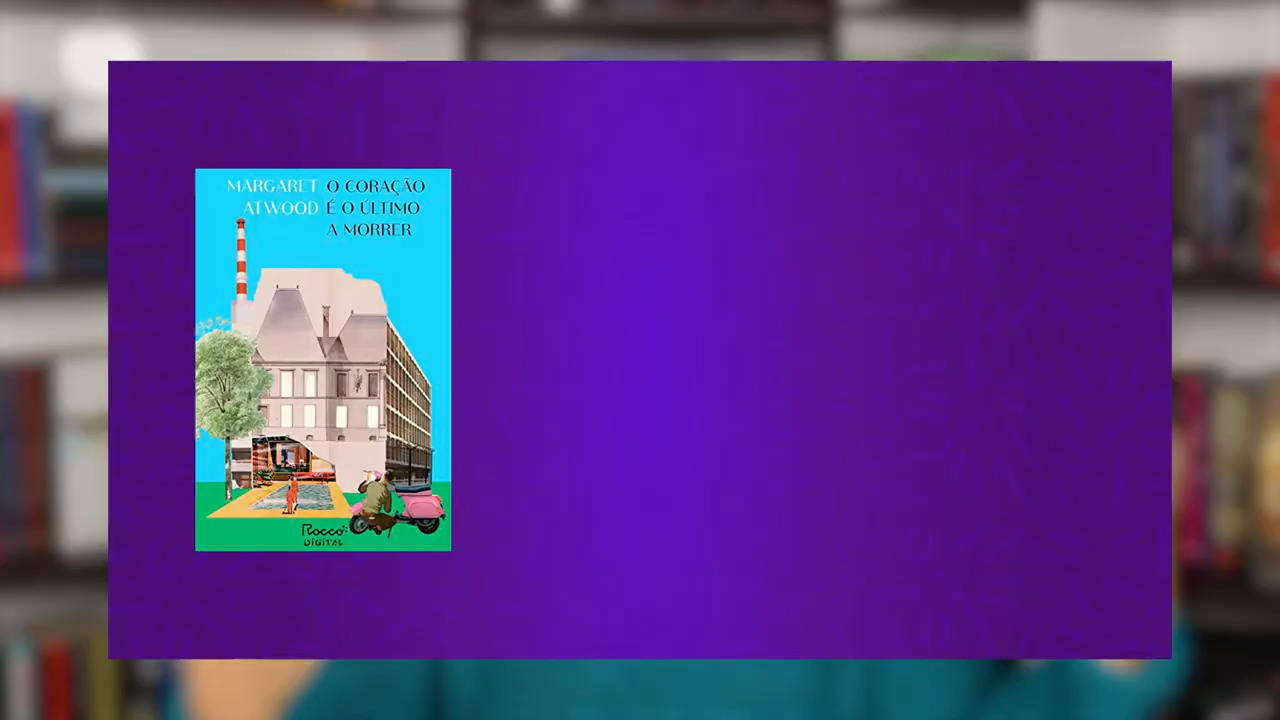 MARGARET
ATWOOD
O CORAÇÃO
É O ÚLTIMO
A MORRER
Rocco
DIGITAL